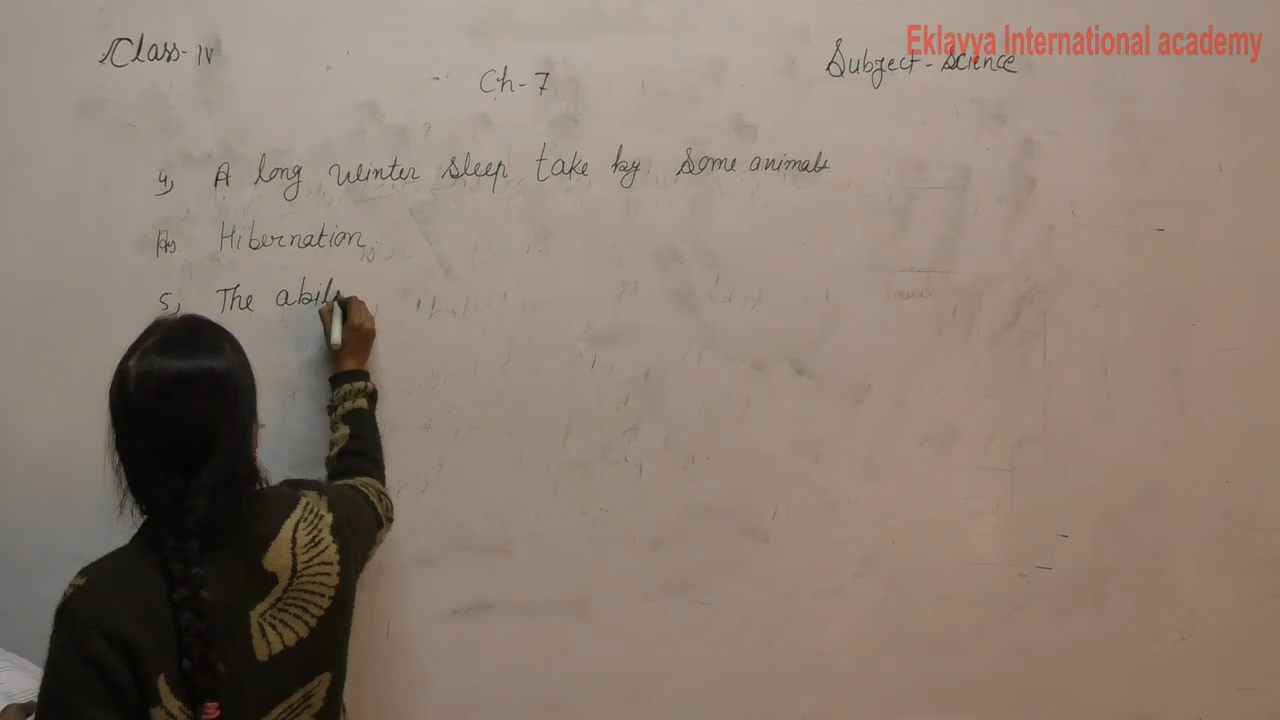 Eklavya International academy
Class- IV
Subject - Science
Ch-7
4, A long winter sleep take by some animals
Ans Hibernation.
5, The abil